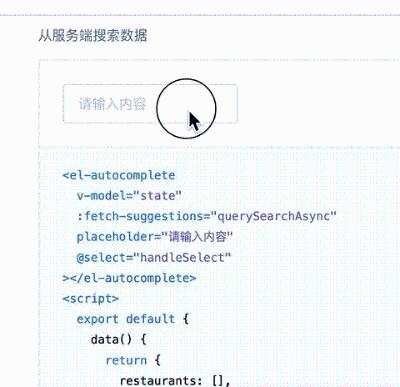 从服务端搜索数据
请输入内容
<el-autocomplete
v-model="state"
:fetch-suggestions="querySearchAsync"
placeholder="请输入内容"
@select="handleSelect"
></el-autocomplete>
<script>
export default {
data() {
return {
restaurants: [],